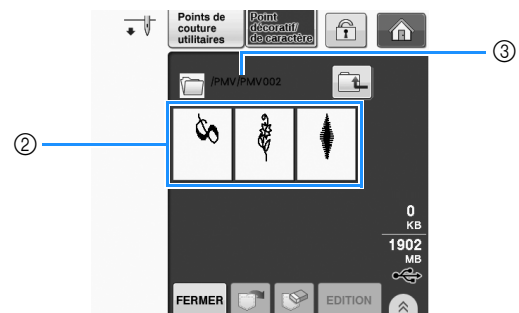 Points de
couture
utilitaires
Point
décoratif/
de caractère
③
/PMV/PMV002
②
0
KB
1902
MB
FERMER
EDITION